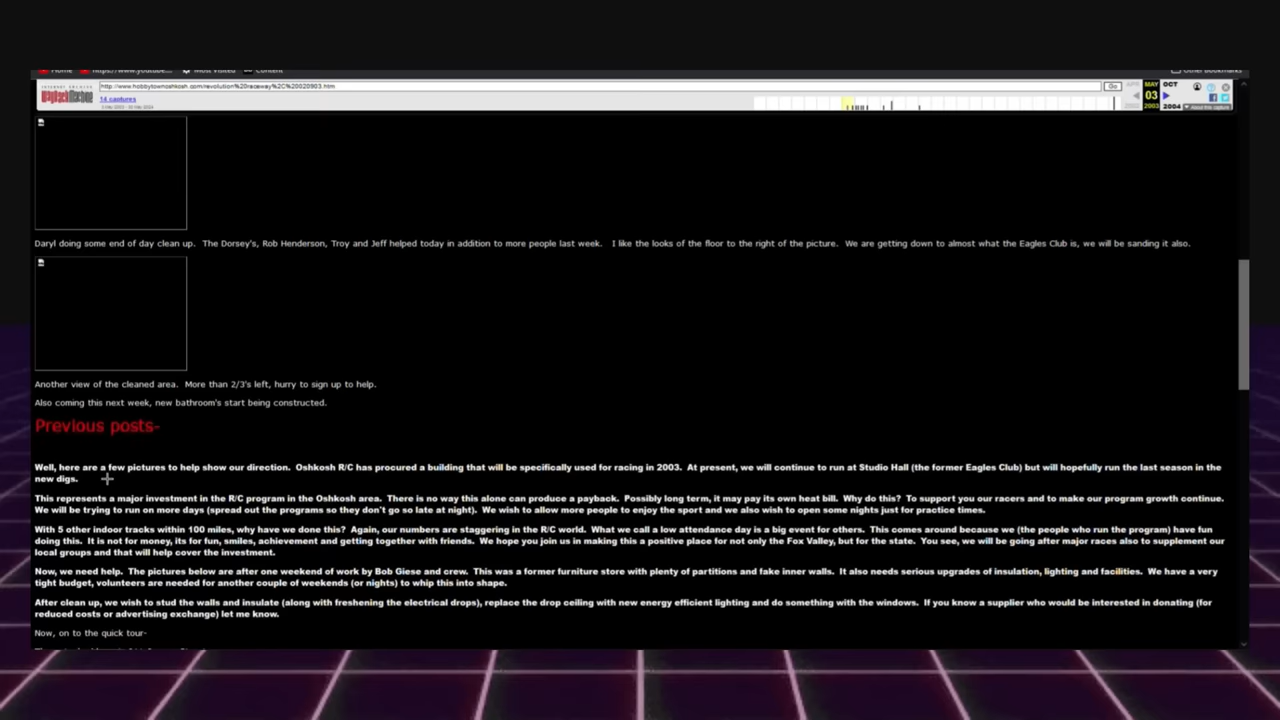 Home https://www.youtube... Most Visited Content Other Bookmarks
INTERNET ARCHIVE
WayBackMachine
http://www.hobbytownoshkosh.com/revolution%20raceway%2C%20020903.htm
Go
14 captures
MAY OCT
03
2003 2004
About this capture
Daryl doing some end of day clean up. The Dorsey's, Rob Henderson, Troy and Jeff helped today in addition to more people last week. I like the looks of the floor to the right of the picture. We are getting down to almost what the Eagles Club is, we will be sanding it also.
Another view of the cleaned area. More than 2/3's left, hurry to sign up to help.
Also coming this next week, new bathroom's start being constructed.
Previous posts-
Well, here are a few pictures to help show our direction. Oshkosh R/C has procured a building that will be specifically used for racing in 2003. At present, we will continue to run at Studio Hall (the former Eagles Club) but will hopefully run the last season in the
new digs.
This represents a major investment in the R/C program in the Oshkosh area. There is no way this alone can produce a payback. Possibly long term, it may pay its own heat bill. Why do this? To support you our racers and to make our program growth continue.
We will be trying to run on more days (spread out the programs so they don't go so late at night). We wish to allow more people to enjoy the sport and we also wish to open some nights just for practice times.
With 5 other indoor tracks within 100 miles, why have we done this? Again, our numbers are staggering in the R/C world. What we call a low attendance day is a big event for others. This comes around because we (the people who run the program) have fun
doing this. It is not for money, its for fun, smiles, achievement and getting together with friends. We hope you join us in making this a positive place for not only the Fox Valley, but for the state. You see, we will be going after major races also to supplement our
local groups and that will help cover the investment.
Now, we need help. The pictures below are after one weekend of work by Bob Giese and crew. This was a former furniture store with plenty of partitions and fake inner walls. It also needs serious upgrades of insulation, lighting and facilities. We have a very
tight budget, volunteers are needed for another couple of weekends (or nights) to whip this into shape.
After clean up, we wish to stud the walls and insulate (along with freshening the electrical drops), replace the drop ceiling with new energy efficient lighting and do something with the windows. If you know a supplier who would be interested in donating (for
reduced costs or advertising exchange) let me know.
Now, on to the quick tour-